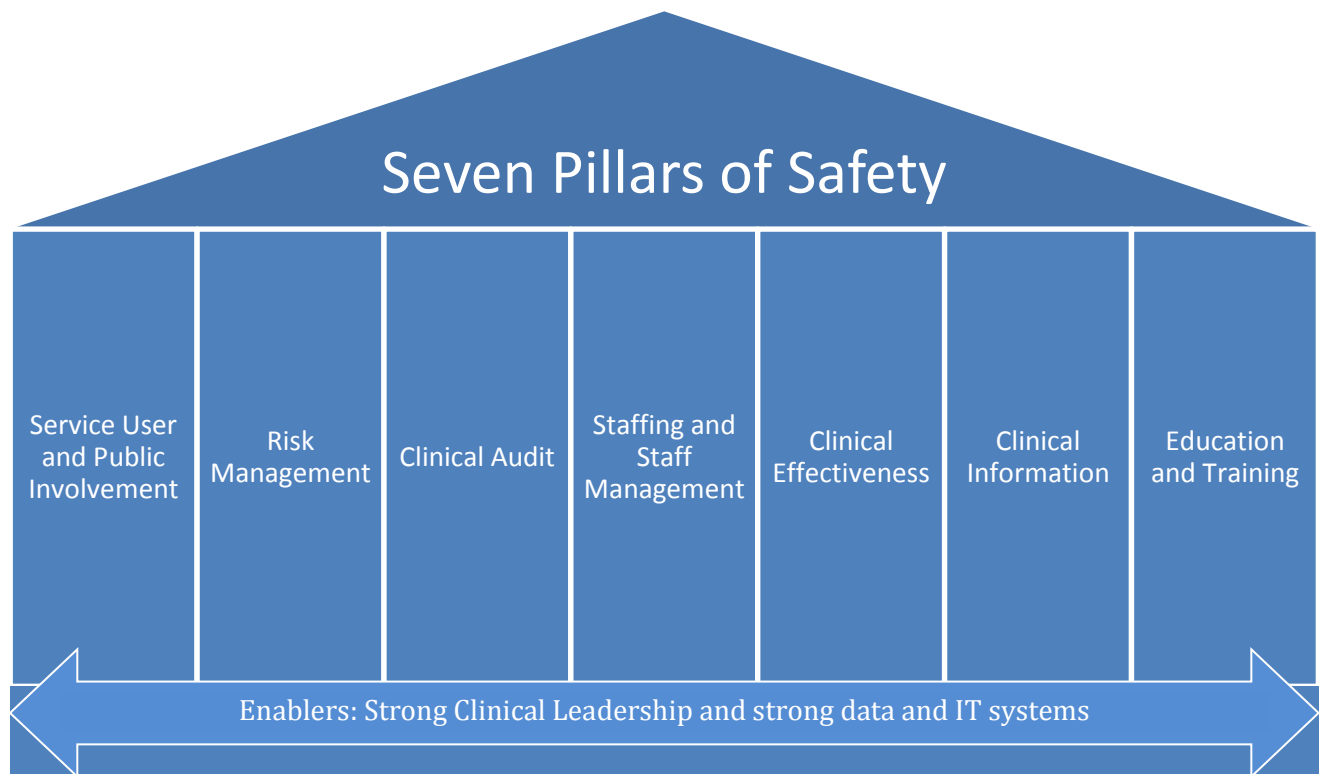 Seven Pillars of Safety
Service User
and Public
Involvement
Risk
Management
Clinical Audit
Staffing and
Staff
Management
Clinical
Effectiveness
Clinical
Information
Education
and Training
Enablers: Strong Clinical Leadership and strong data and IT systems